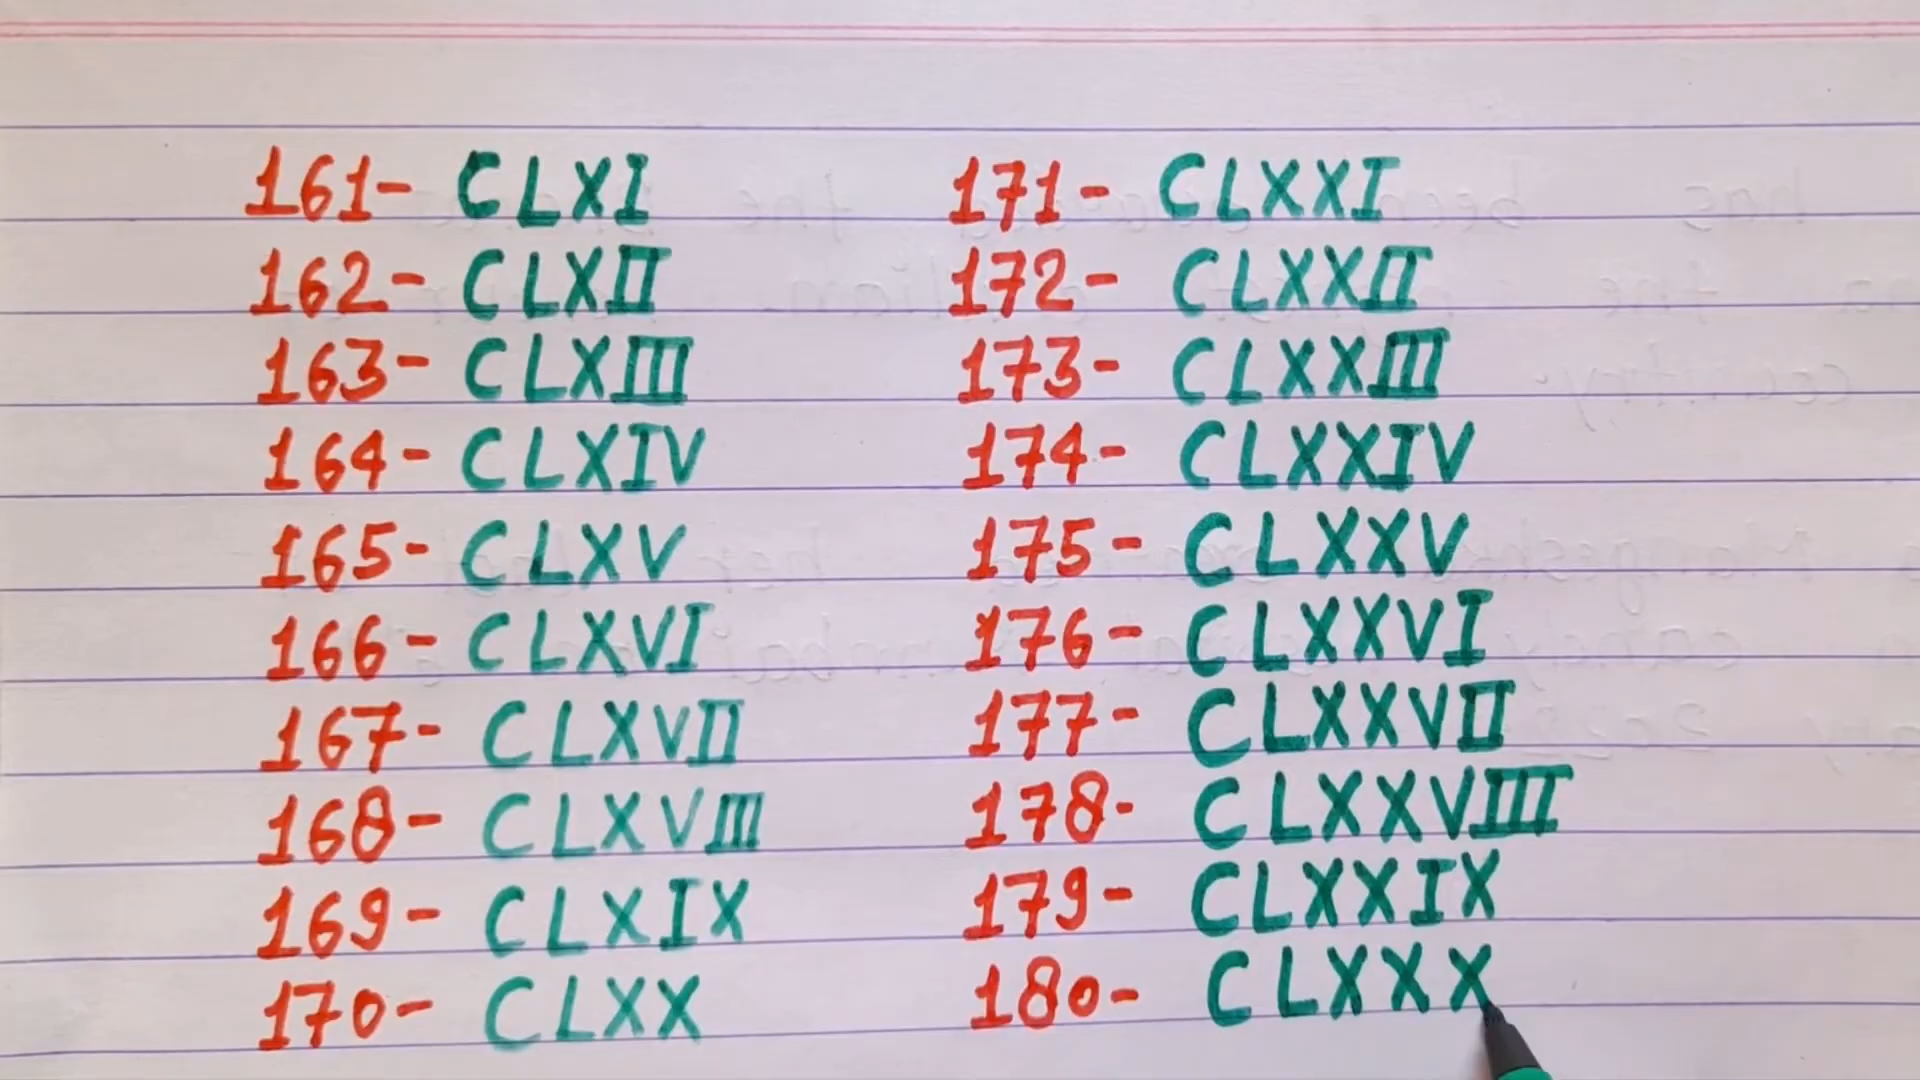 161- CLXI
162- CLXII
163- CLXIII
164- CLXIV
165- CLXV
166- CLXVI
167- CLXVII
168- CLXVIII
169- CLXIX
170- CLXX
171- CLXXI
172- CLXXII
173- CLXXIII
174- CLXXIV
175- CLXXV
176- CLXXVI
177- CLXXVII
178- CLXXVIII
179- CLXXIX
180- CLXXX